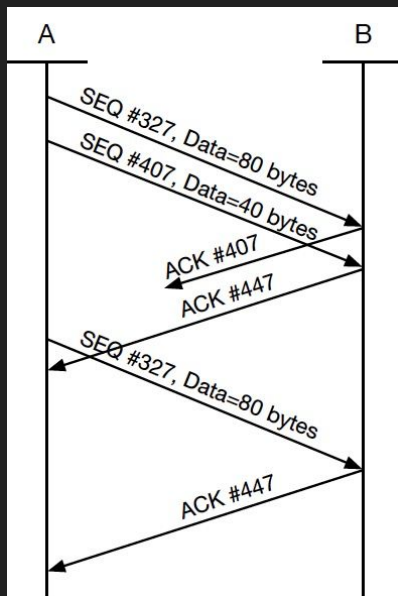 A
B
SEQ #327, Data=80 bytes
SEQ #407, Data=40 bytes
ACK #407
ACK #447
SEQ #327, Data=80 bytes
ACK #447